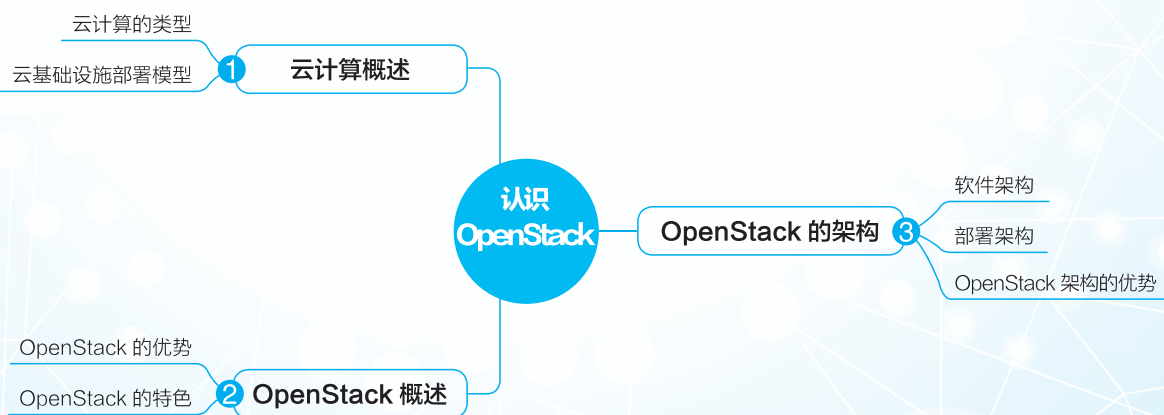 云计算的类型
云基础设施部署模型
1
云计算概述
认识
OpenStack
OpenStack 的架构
3
软件架构
部署架构
OpenStack 架构的优势
OpenStack 的优势
OpenStack 的特色
2
OpenStack 概述